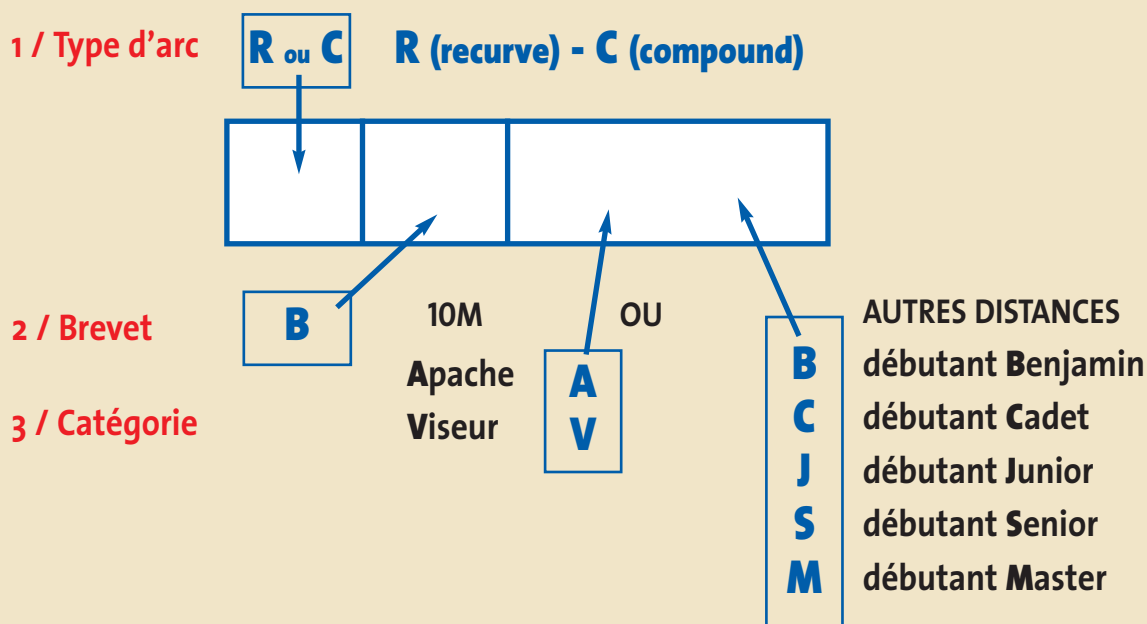 1 / Type d'arc R ou C R (recurve) - C (compound)
2 / Brevet B 10M OU AUTRES DISTANCES
Apache A B débutant Benjamin
3 / Catégorie Viseur V C débutant Cadet
J débutant Junior
S débutant Senior
M débutant Master